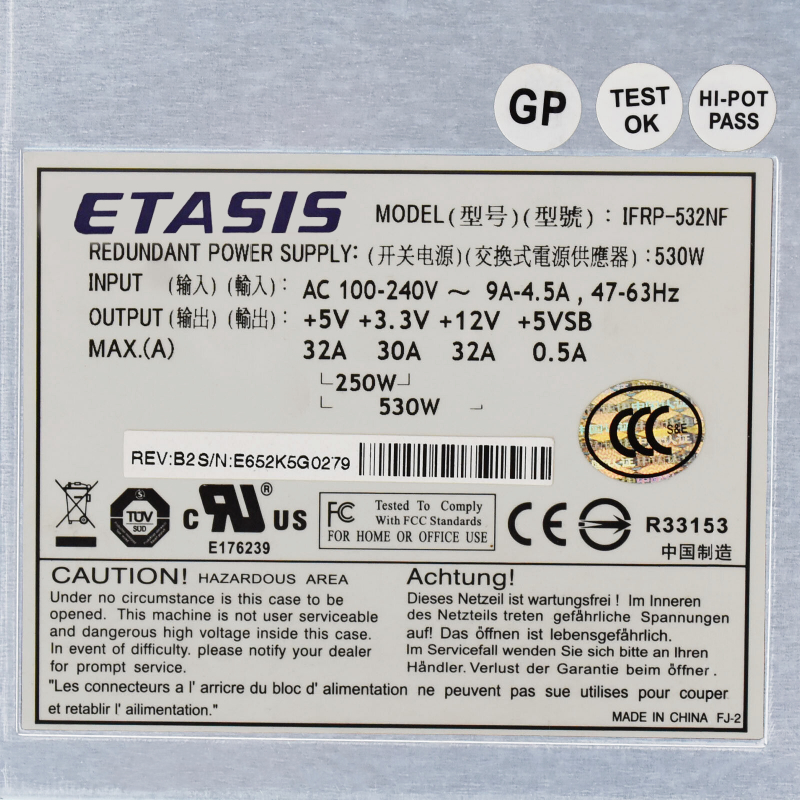 GP
TEST OK
HI-POT PASS
ETASIS MODEL(型号)(型號): IFRP-532NF
REDUNDANT POWER SUPPLY: (开关电源)(交換式電源供應器):530W
INPUT (输入)(輸入): AC 100-240V ~ 9A-4.5A, 47-63Hz
OUTPUT(输出)(輸出): +5V +3.3V +12V +5VSB
MAX.(A) 32A 30A 32A 0.5A
250W
530W
CCC S&E
REV:B2 S/N:E652K5G0279
TÜV SÜD
c RU US ®
E176239
FC Tested To Comply
With FCC Standards
FOR HOME OR OFFICE USE
CE
R33153
中国制造
CAUTION! HAZARDOUS AREA
Under no circumstance is this case to be
opened. This machine is not user serviceable
and dangerous high voltage inside this case.
In event of difficulty. please notify your dealer
for prompt service.
Achtung!
Dieses Netzeil ist wartungsfrei ! Im Inneren
des Netzteils treten gefährliche Spannungen
auf! Das öffnen ist lebensgefährlich.
Im Servicefall wenden Sie sich bitte an Ihren
Händler. Verlust der Garantie beim öffner .
"Les connecteurs a l' arricre du bloc d' alimentation ne peuvent pas sue utilises pour couper
et retablir l' ailimentation."
MADE IN CHINA FJ-2